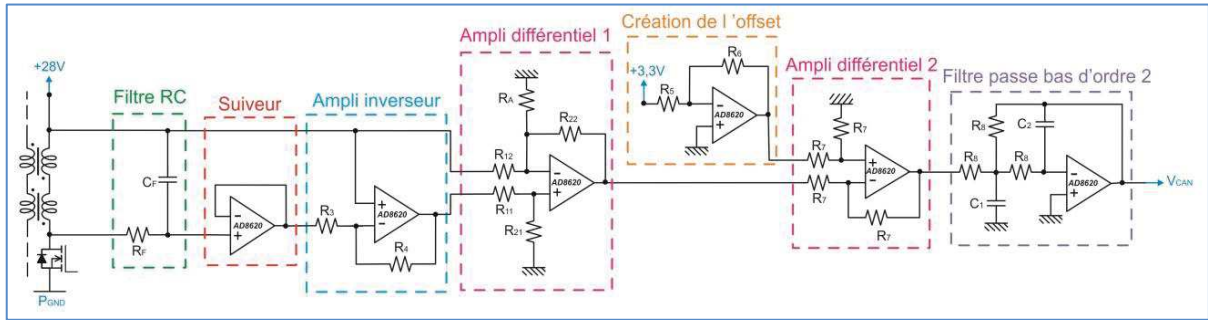 +28V
Filtre RC
CF
RF
PGND
Suiveur
-
AD8620
+
Ampli inverseur
R3
+
AD8620
-
R4
Ampli différentiel 1
RA
R22
R12
R11
-
AD8620
+
R21
Création de l 'offset
+3,3V
R5
R6
-
AD8620
+
Ampli différentiel 2
R7
R7
R7
+
AD8620
-
R7
Filtre passe bas d'ordre 2
R8
C2
R8
R8
-
AD8620
+
C1
VCAN